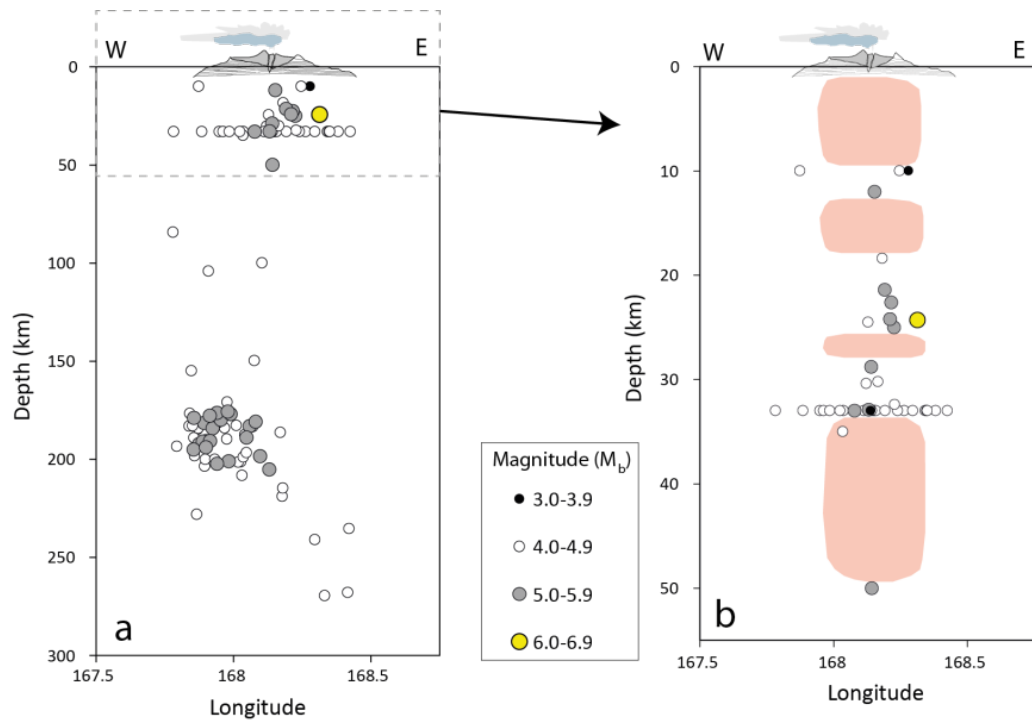 W E
0
50
100
150
200
250
300
Depth (km)
a
167.5 168 168.5
Longitude
Magnitude (Mb)
3.0-3.9
4.0-4.9
5.0-5.9
6.0-6.9
W E
0
10
20
30
40
50
Depth (km)
b
167.5 168 168.5
Longitude